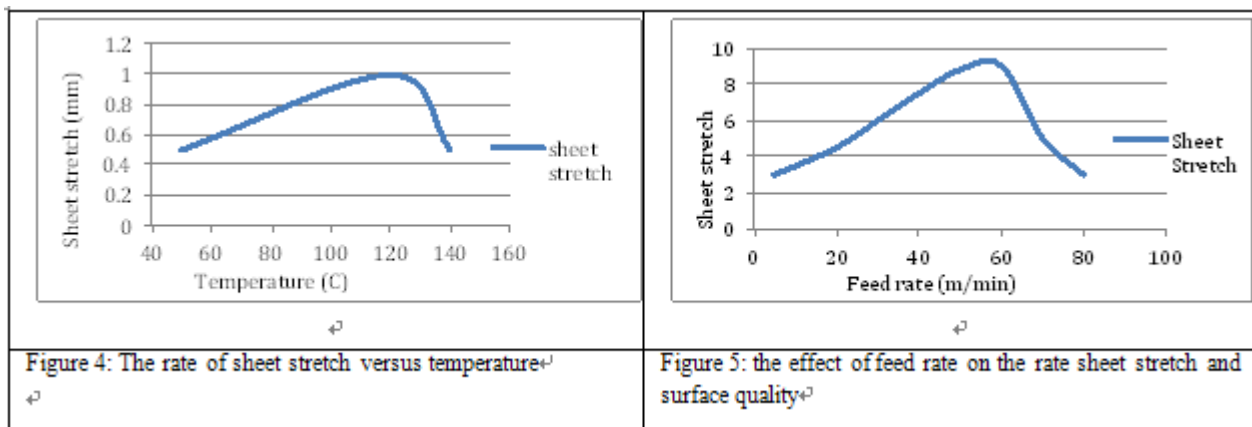 1.2
1
0.8
0.6
0.4
0.2
0
40 60 80 100 120 140 160
Sheet stretch (mm)
Temperature (C)
sheet
stretch
Figure 4: The rate of sheet stretch versus temperature
10
8
6
4
2
0
0 20 40 60 80 100
Sheet stretch
Feed rate (m/min)
Sheet
Stretch
Figure 5: the effect of feed rate on the rate sheet stretch and
surface quality